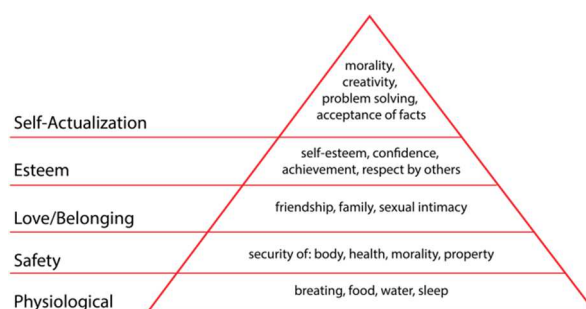 morality,
creativity,
problem solving,
acceptance of facts
Self-Actualization
self-esteem, confidence,
achievement, respect by others
Esteem
friendship, family, sexual intimacy
Love/Belonging
security of: body, health, morality, property
Safety
breating, food, water, sleep
Physiological